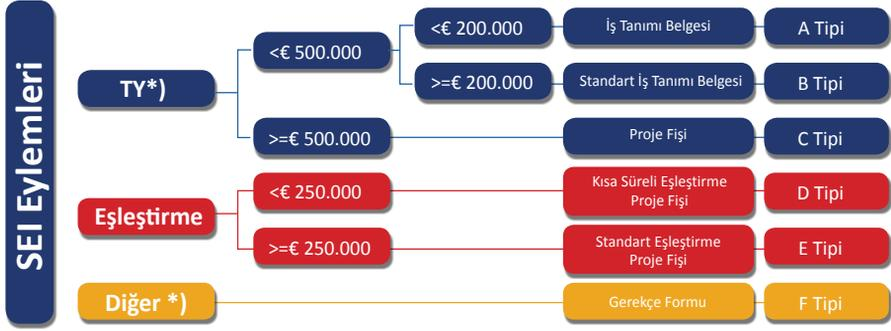 SEI Eylemleri
TY*)
<€ 500.000
<€ 200.000
İş Tanımı Belgesi
A Tipi
>=€ 200.000
Standart İş Tanımı Belgesi
B Tipi
>=€ 500.000
Proje Fişi
C Tipi
Eşleştirme
<€ 250.000
Kısa Süreli Eşleştirme
Proje Fişi
D Tipi
>=€ 250.000
Standart Eşleştirme
Proje Fişi
E Tipi
Diğer *)
Gerekçe Formu
F Tipi